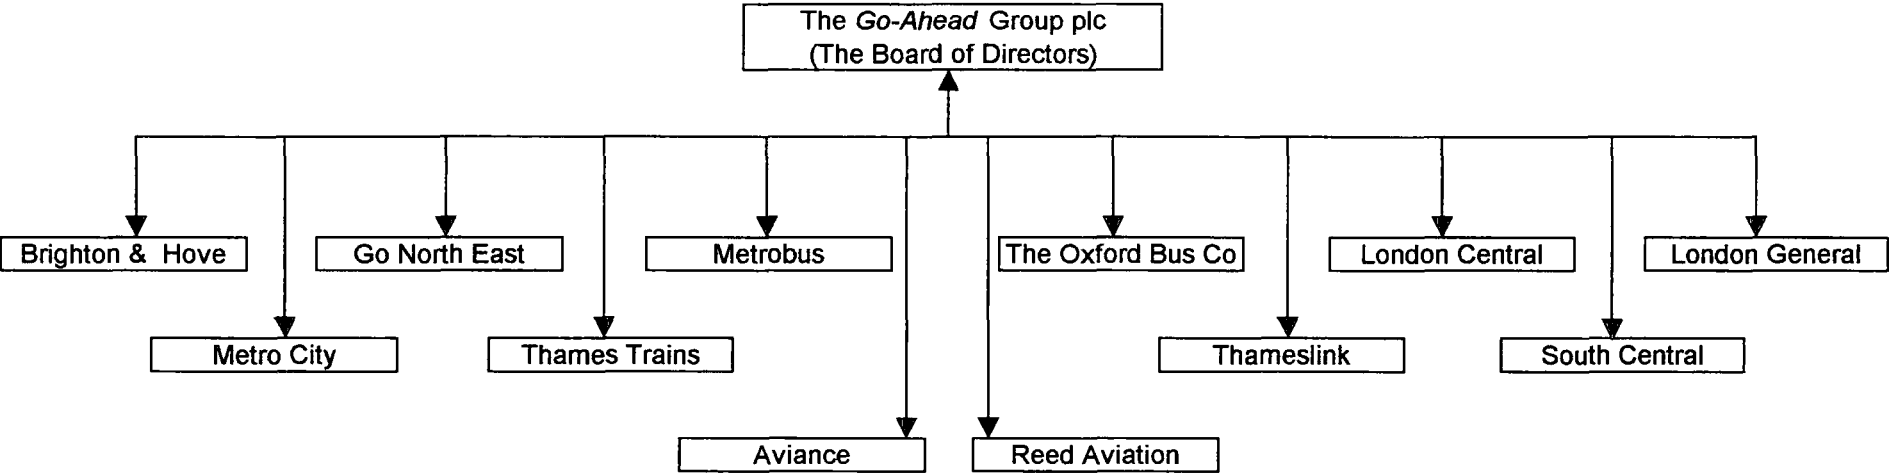 The Go-Ahead Group plc
(The Board of Directors)
Brighton & Hove
Go North East
Metrobus
The Oxford Bus Co
London Central
London General
Metro City
Thames Trains
Thameslink
South Central
Aviance
Reed Aviation